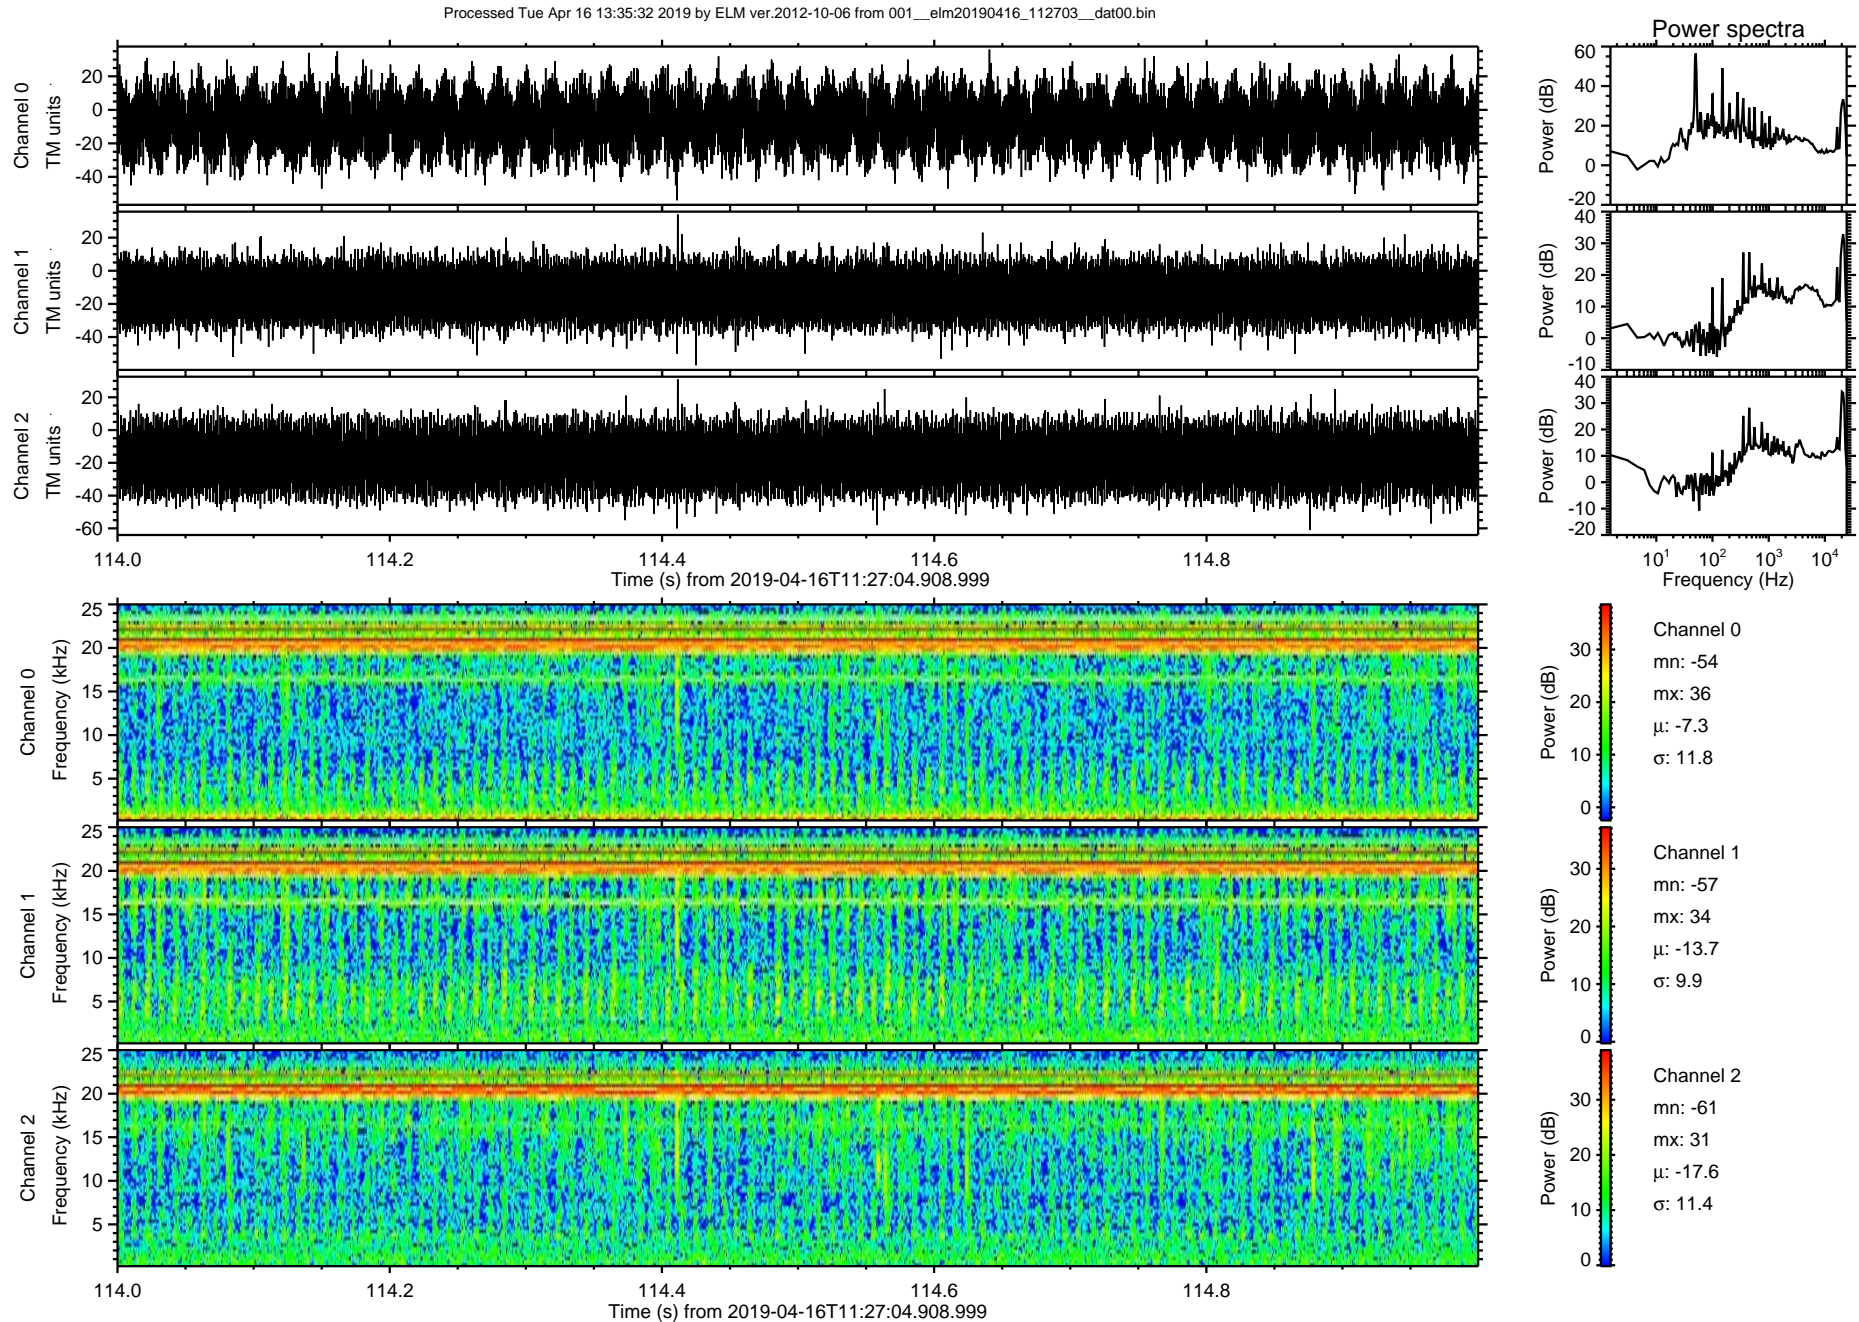 Processed Tue Apr 16 13:35:32 2019 by ELM ver.2012-10-06 from 001__elm20190416_112703__dat00.bin
Power spectra
Channel 0
TM units
20
0
-20
-40
Power (dB)
60
40
20
0
-20
Channel 1
TM units
20
0
-20
-40
Power (dB)
40
30
20
10
0
-10
Channel 2
TM units
20
0
-20
-40
-60
Power (dB)
40
30
20
10
0
-10
-20
114.0 114.2 114.4 114.6 114.8
Time (s) from 2019-04-16T11:27:04.908.999
10¹ 10² 10³ 10⁴
Frequency (Hz)
Channel 0
Frequency (kHz)
25
20
15
10
5
Power (dB)
30
20
10
0
Channel 0
mn: -54
mx: 36
μ: -7.3
σ: 11.8
Channel 1
Frequency (kHz)
25
20
15
10
5
Power (dB)
30
20
10
0
Channel 1
mn: -57
mx: 34
μ: -13.7
σ: 9.9
Channel 2
Frequency (kHz)
25
20
15
10
5
Power (dB)
30
20
10
0
Channel 2
mn: -61
mx: 31
μ: -17.6
σ: 11.4
114.0 114.2 114.4 114.6 114.8
Time (s) from 2019-04-16T11:27:04.908.999